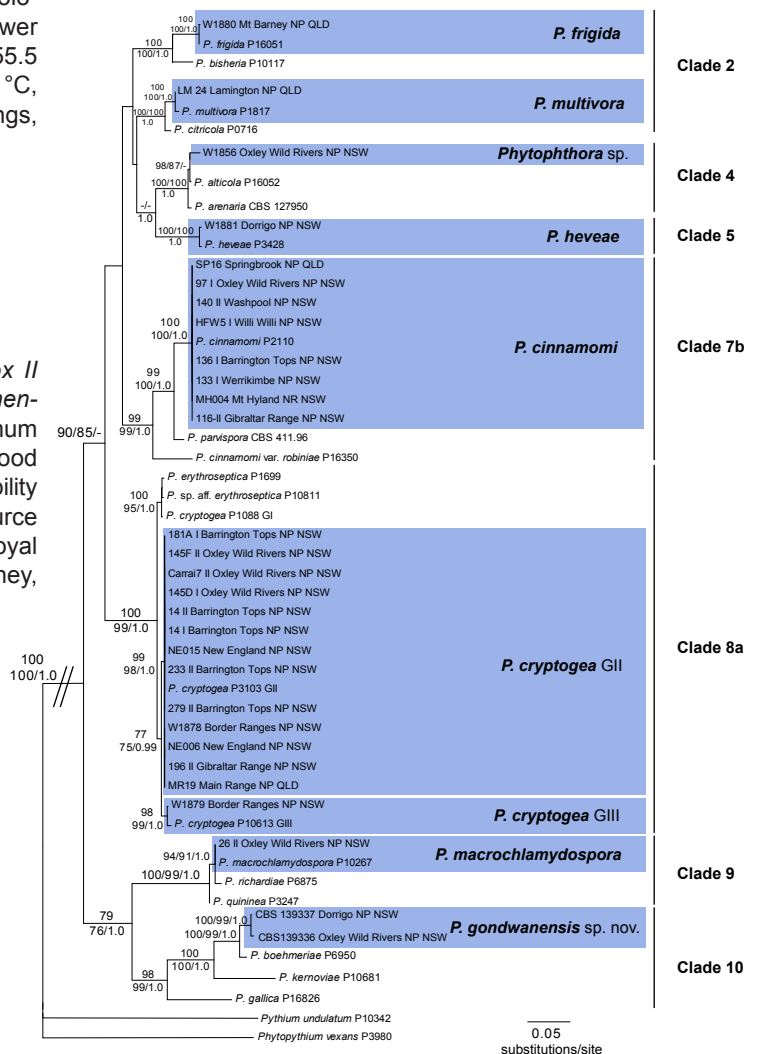 wer
55.5
°C,
ngs,
ox II
nen-
num
ood
bility
urce
oyal
ney,
100
100/1.0
W1880 Mt Barney NP QLD
P. frigida P16051
P. frigida
100
100/1.0
P. bisheria P10117
Clade 2
100
100/1.0
LM 24 Lamington NP QLD
P. multivora P1817
P. multivora
100/100
1.0
P. citricola P0716
W1856 Oxley Wild Rivers NP NSW
Phytophthora sp.
98/87/-
100/100
1.0
P. alticola P16052
Clade 4
P. arenaria CBS 127950
-/-
1.0
100/100
1.0
W1881 Dorrigo NP NSW
P. heveae P3428
P. heveae
Clade 5
SP16 Springbrook NP QLD
97 I Oxley Wild Rivers NP NSW
140 II Washpool NP NSW
HFW5 I Willi Willi NP NSW
100
100/1.0
P. cinnamomi P2110
P. cinnamomi
Clade 7b
136 I Barrington Tops NP NSW
133 I Werrikimbe NP NSW
MH004 Mt Hyland NR NSW
116-II Gibraltar Range NP NSW
99
100/1.0
99
99/1.0
P. parvispora CBS 411.96
P. cinnamomi var. robiniae P16350
90/85/-
P. erythroseptica P1699
P. sp. aff. erythroseptica P10811
P. cryptogea P1088 GI
100
95/1.0
181A I Barrington Tops NP NSW
145F II Oxley Wild Rivers NP NSW
Carrai7 II Oxley Wild Rivers NP NSW
145D I Oxley Wild Rivers NP NSW
14 II Barrington Tops NP NSW
14 I Barrington Tops NP NSW
NE015 New England NP NSW
233 II Barrington Tops NP NSW
P. cryptogea P3103 GII
279 II Barrington Tops NP NSW
W1878 Border Ranges NP NSW
NE006 New England NP NSW
196 II Gibraltar Range NP NSW
MR19 Main Range NP QLD
P. cryptogea GII
Clade 8a
100
99/1.0
99
98/1.0
77
75/0.99
100
100/1.0
98
99/1.0
W1879 Border Ranges NP NSW
P. cryptogea P10613 GIII
P. cryptogea GIII
94/91/1.0
26 II Oxley Wild Rivers NP NSW
P. macrochlamydospora P10267
P. macrochlamydospora
100/99/1.0
P. richardiae P6875
P. quininea P3247
Clade 9
79
76/1.0
100/99/1.0
CBS 139337 Dorrigo NP NSW
CBS139336 Oxley Wild Rivers NP NSW
P. gondwanensis sp. nov.
100/99/1.0
P. boehmeriae P6950
100
100/1.0
P. kernoviae P10681
98
99/1.0
P. gallica P16826
Clade 10
Pythium undulatum P10342
Phytopythium vexans P3980
0.05
substitutions/site